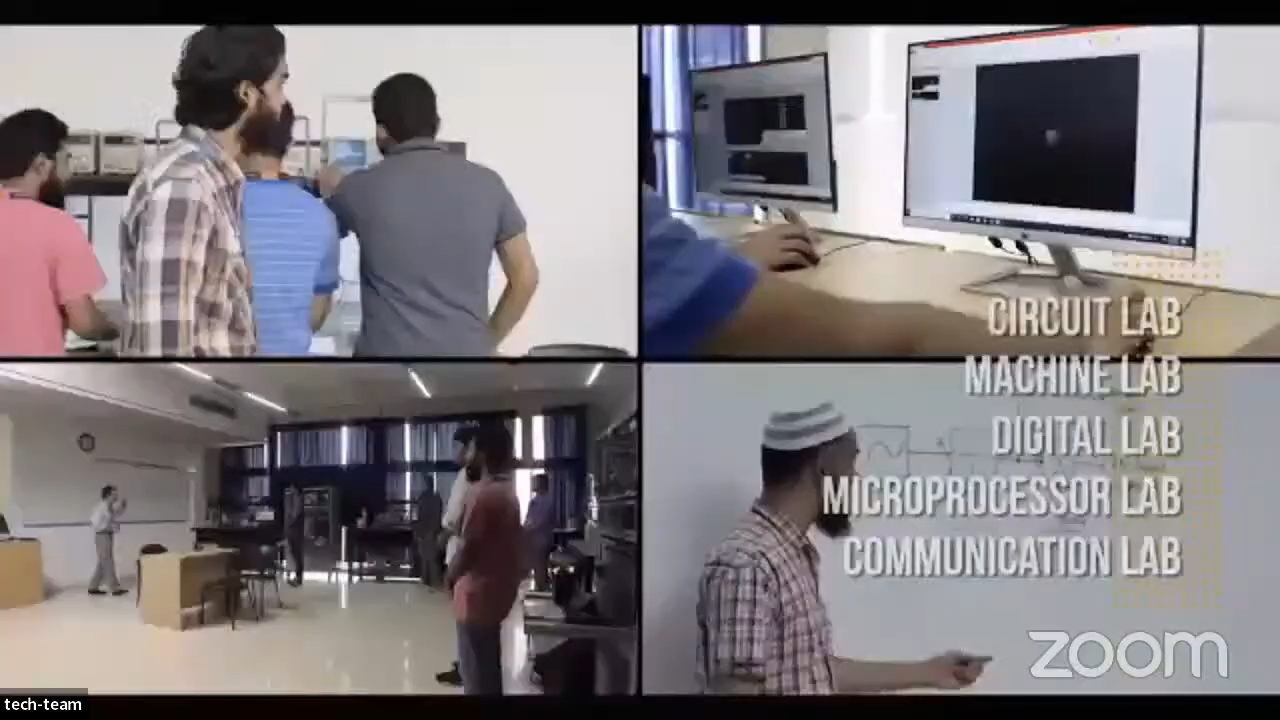 CIRCUIT LAB
MACHINE LAB
DIGITAL LAB
MICROPROCESSOR LAB
COMMUNICATION LAB
zoom
tech-team